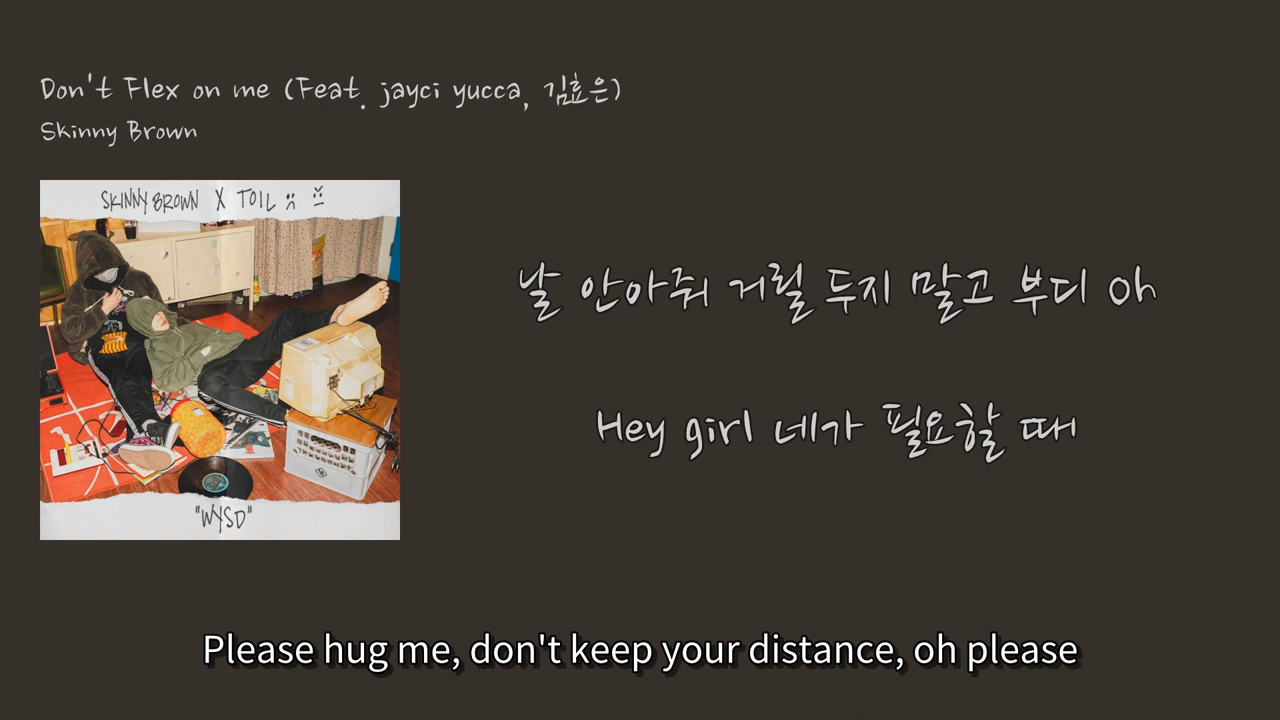 Don't Flex on me (Feat. jayci yucca, 김효은)
Skinny Brown
SKINNY BROWN X TOIL
"WYSD"
날 안아줘 거릴 두지 말고 부디 oh
Hey girl 네가 필요할 때
Please hug me, don't keep your distance, oh please